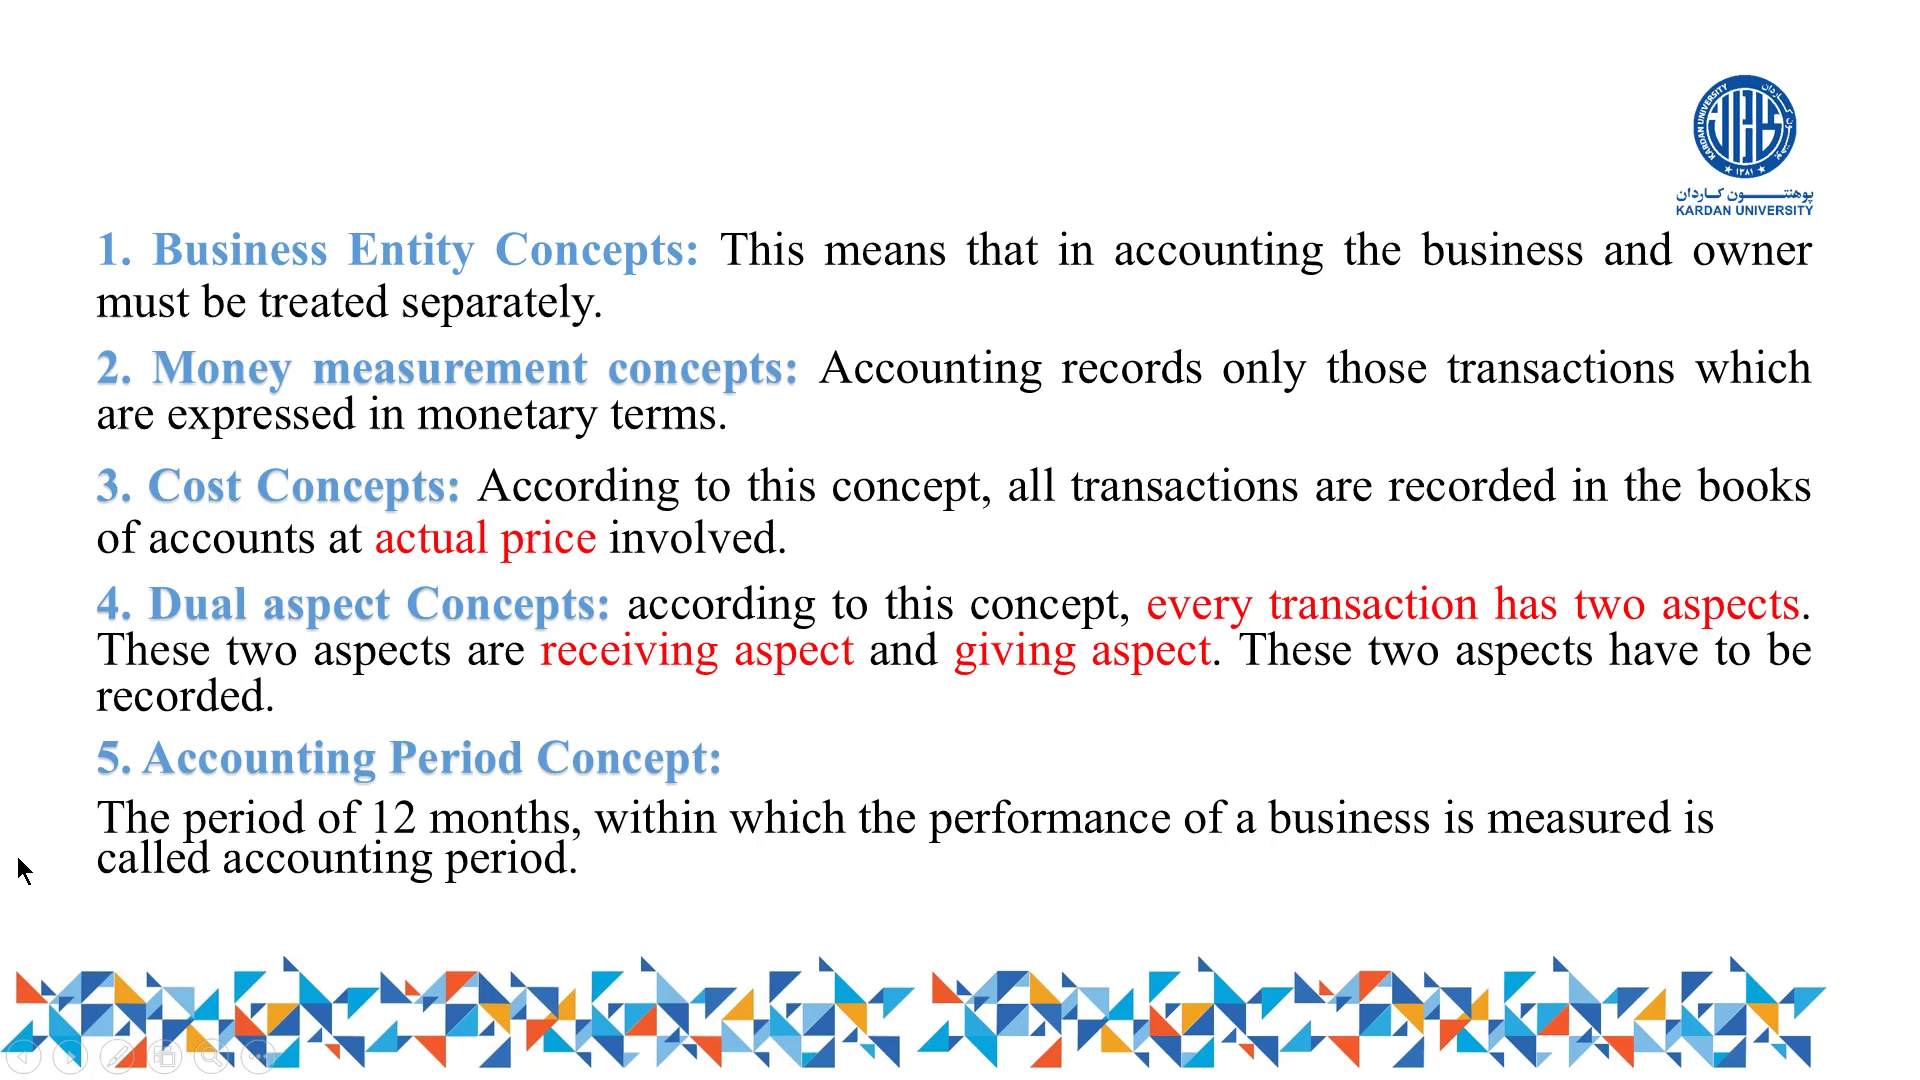 KARDAN UNIVERSITY
۱۳۸۱
پوهنتــــون کــاردان
KARDAN UNIVERSITY
1. Business Entity Concepts: This means that in accounting the business and owner
must be treated separately.
2. Money measurement concepts: Accounting records only those transactions which
are expressed in monetary terms.
3. Cost Concepts: According to this concept, all transactions are recorded in the books
of accounts at actual price involved.
4. Dual aspect Concepts: according to this concept, every transaction has two aspects.
These two aspects are receiving aspect and giving aspect. These two aspects have to be
recorded.
5. Accounting Period Concept:
The period of 12 months, within which the performance of a business is measured is
called accounting period.